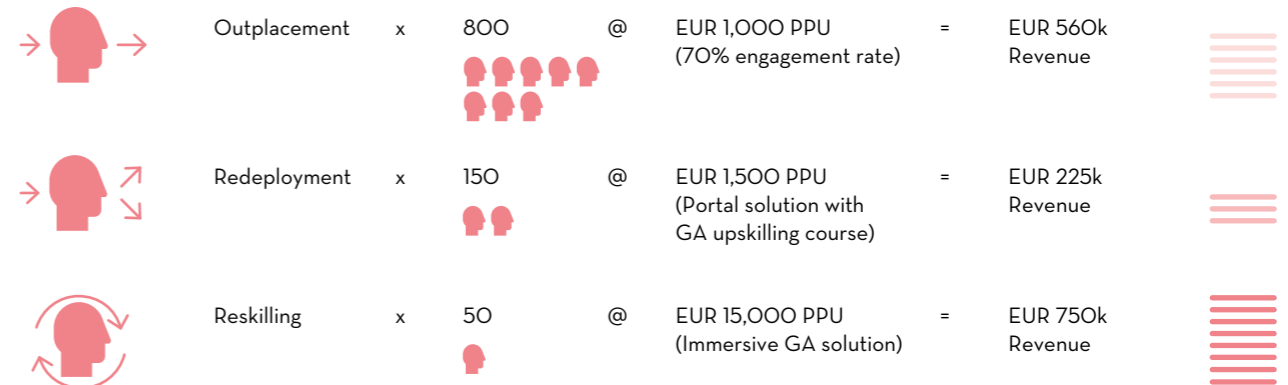 Outplacement x 800 @ EUR 1,000 PPU = EUR 560k
(70% engagement rate) Revenue
Redeployment x 150 @ EUR 1,500 PPU = EUR 225k
(Portal solution with Revenue
GA upskilling course)
Reskilling x 50 @ EUR 15,000 PPU = EUR 750k
(Immersive GA solution) Revenue